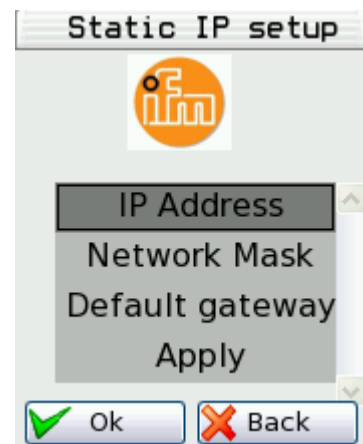 Static IP setup
ifm
IP Address
Network Mask
Default gateway
Apply
Ok
Back